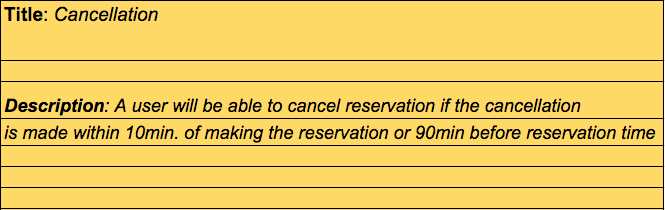 Title: Cancellation
Description: A user will be able to cancel reservation if the cancellation
is made within 10min. of making the reservation or 90min before reservation time